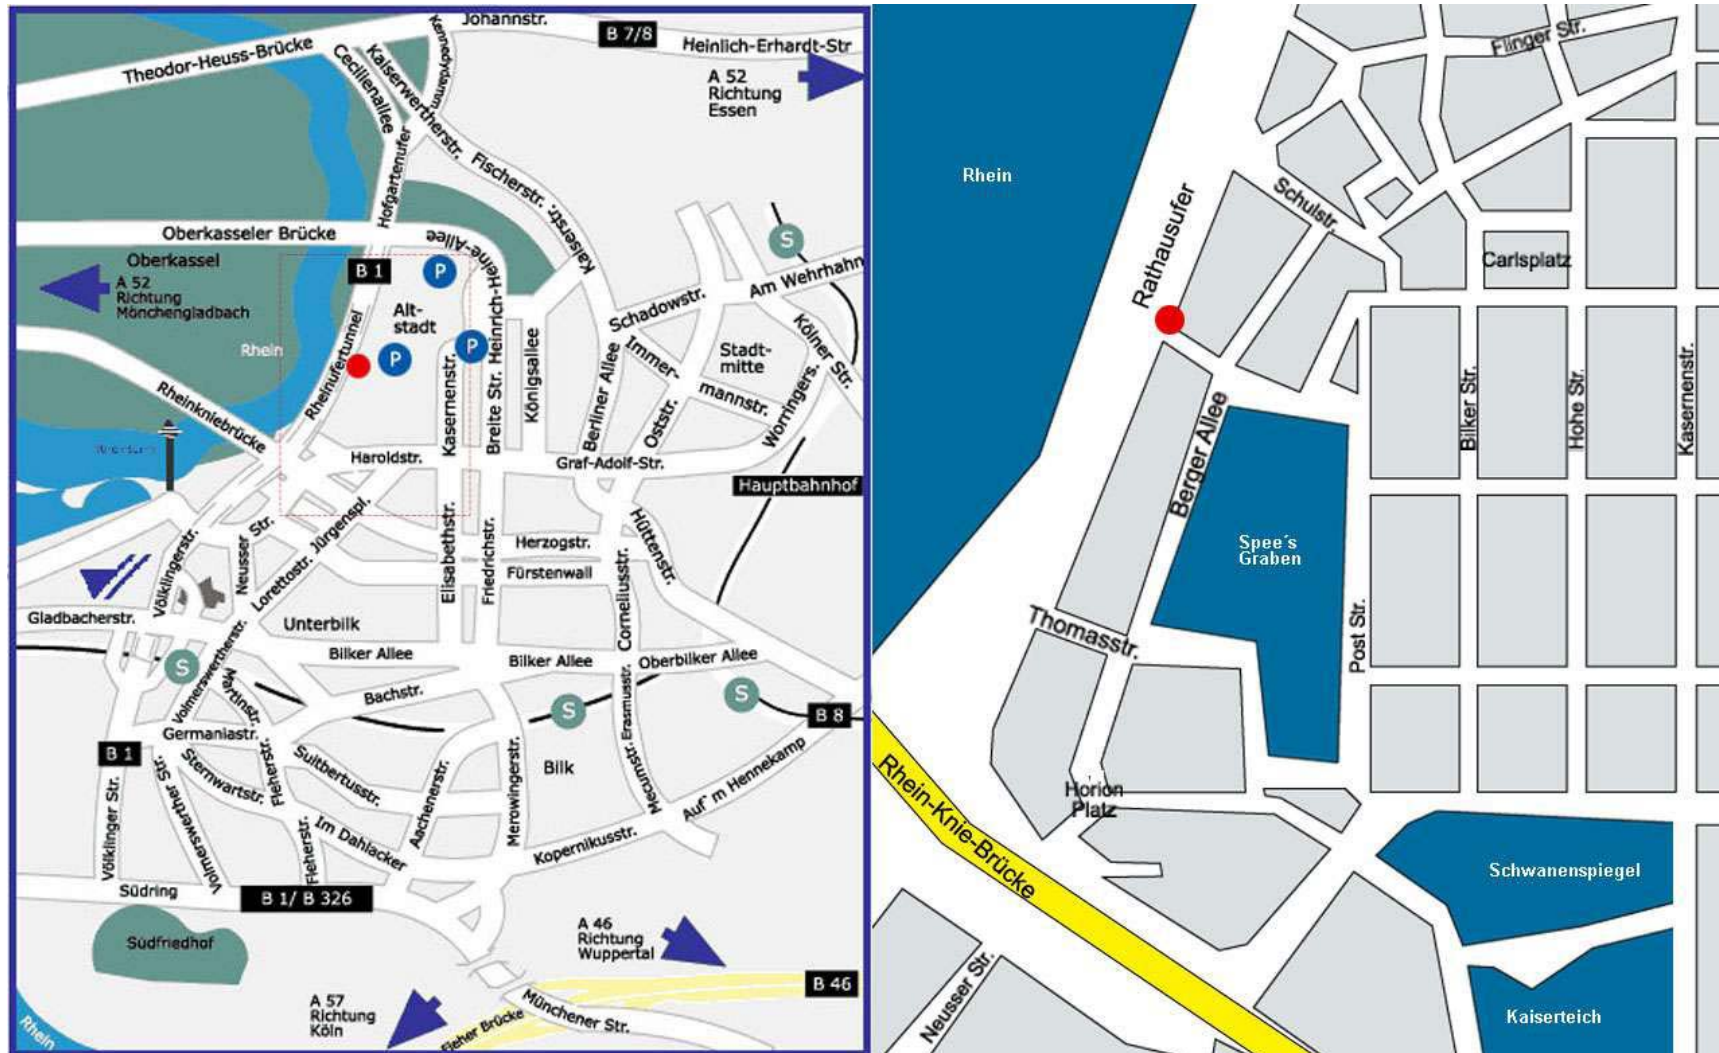 Johannstr.
B 7/8
Heinlich-Erhardt-Str
Theodor-Heuss-Brücke
Cecilienallee
Kaiserwertherstr.
Kennedydamm
A 52
Richtung
Essen
Hofgartenufer
Fischerstr.
Kaiserstr.
Oberkasseler Brücke
Heinrich-Heine-Allee
S
Oberkassel
A 52
Richtung
Mönchengladbach
B 1
P
Am Wehrhahn
Alt-
stadt
Schadowstr.
Rhein
Rheinufertunnel
P
P
Königsallee
Berliner Allee
Immer-
mannstr.
Stadt-
mitte
Kölner Str.
Worringers.
Rheinkniebrücke
Kasernenstr.
Breite Str.
Oststr.
Haroldstr.
Graf-Adolf-Str.
Hauptbahnhof
Völklingerstr.
Neusser Str.
Lorettostr.
Jürgenspl.
Elisabethstr.
Friedrichstr.
Herzogstr.
Fürstenwall
Corneliusstr.
Hüttenstr.
Gladbacherstr.
Unterbilk
Bilker Allee
Bilker Allee
Oberbilker Allee
S
Volmerswertherstr.
Martinstr.
Bachstr.
S
S
Erasmusstr.
B 8
B 1
Germaniastr.
Sternwartstr.
Fleherstr.
Suitbertusstr.
Aachenerstr.
Merowingerstr.
Bilk
Mecumstr.
Auf'm Hennekamp
Völklinger Str.
Volmerswerther Str.
Fleherstr.
Im Dahlacker
Kopernikusstr.
Südring
B 1/ B 326
Südfriedhof
A 46
Richtung
Wuppertal
B 46
A 57
Richtung
Köln
Fleher Brücke
Münchener Str.
Rhein
Flinger Str.
Rhein
Schulstr.
Rathausufer
Carlsplatz
Bilker Str.
Hohe Str.
Kasernenstr.
Berger Allee
Spee´s
Graben
Post Str.
Thomasstr.
Horion
Platz
Rhein-Knie-Brücke
Schwanenspiegel
Neusser Str.
Kaiserteich